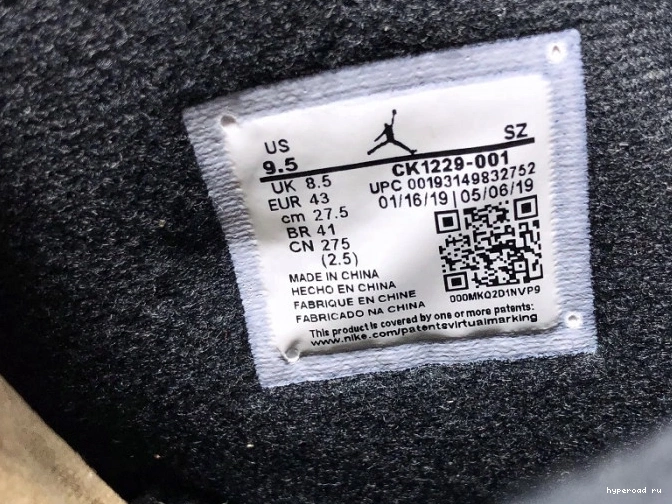 US SZ
9.5 CK1229-001
UK 8.5 UPC 00193149832752
EUR 43 01/16/19 | 05/06/19
cm 27.5
BR 41
CN 275
(2.5)
000MKQ2D1NVP9
MADE IN CHINA
HECHO EN CHINA
FABRIQUE EN CHINE
FABRICADO NA CHINA
This product is covered by one or more patents:
www.nike.com/patentsvirtualmarking
hyperoad ru